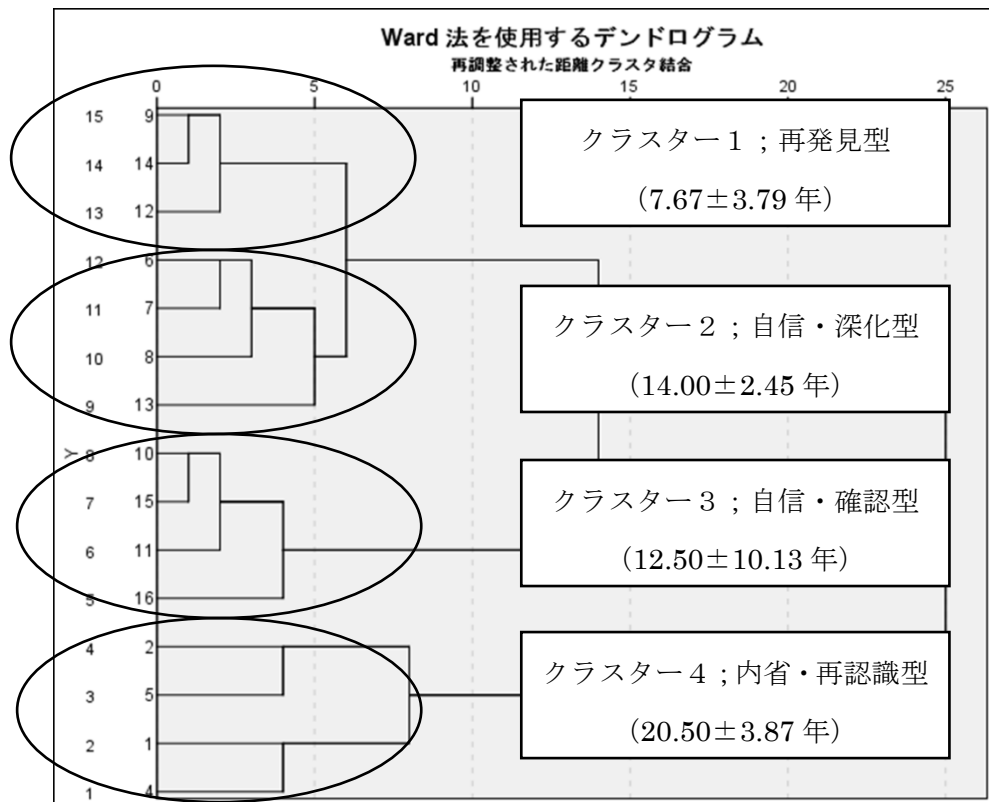 Ward 法を使用するデンドログラム
再調整された距離クラスタ結合
0 5 10 15 20 25
15 9
14 14
13 12
12 6
11 7
10 8
9 13
Y
8 10
7 15
6 11
5 16
4 2
3 5
2 1
1 4
クラスター１；再発見型
（7.67±3.79 年）
クラスター２；自信・深化型
（14.00±2.45 年）
クラスター３；自信・確認型
（12.50±10.13 年）
クラスター４；内省・再認識型
（20.50±3.87 年）